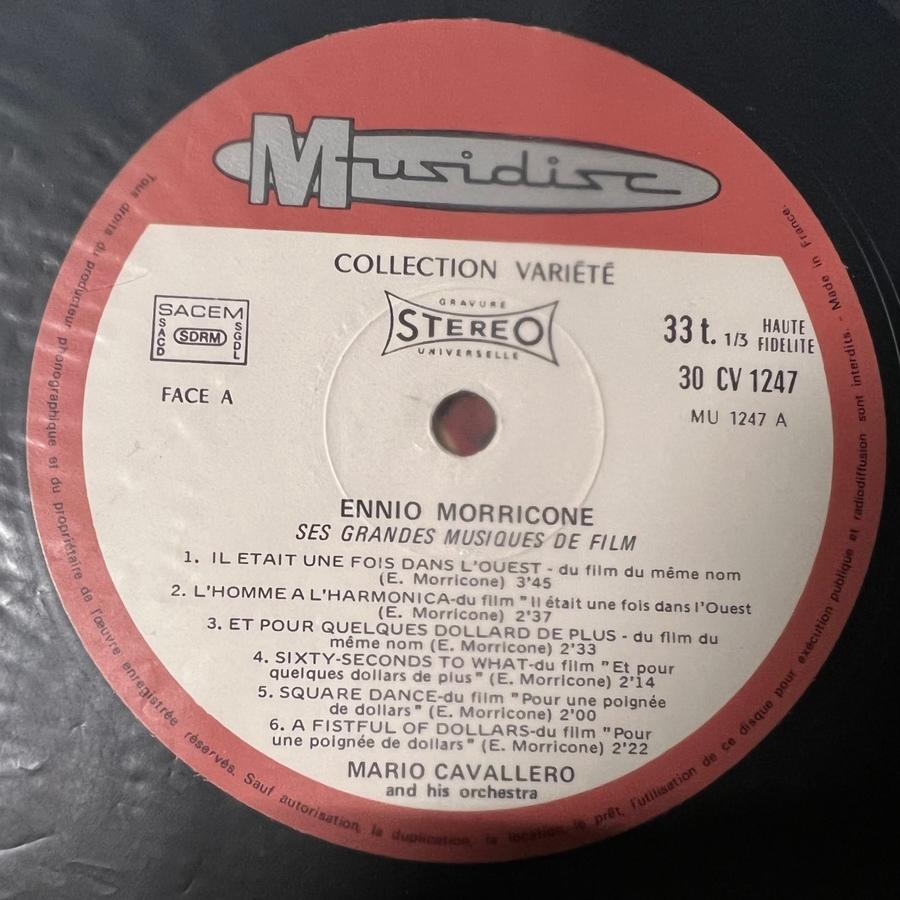 Musidisc
COLLECTION VARIÉTÉ
SACEM
SACD
SDRM
SGDL
GRAVURE
STEREO
UNIVERSELLE
33 t. 1/3 HAUTE FIDELITE
30 CV 1247
MU 1247 A
FACE A
ENNIO MORRICONE
SES GRANDES MUSIQUES DE FILM
1. IL ETAIT UNE FOIS DANS L'OUEST - du film du même nom
(E. Morricone) 3'45
2. L'HOMME A L'HARMONICA-du film "Il était une fois dans l'Ouest
(E. Morricone) 2'37
3. ET POUR QUELQUES DOLLARD DE PLUS - du film du
même nom (E. Morricone) 2'33
4. SIXTY-SECONDS TO WHAT-du film "Et pour
quelques dollars de plus" (E. Morricone) 2'14
5. SQUARE DANCE-du film "Pour une poignée
de dollars" (E. Morricone) 2'00
6. A FISTFUL OF DOLLARS-du film "Pour
une poignée de dollars" (E. Morricone) 2'22
MARIO CAVALLERO
and his orchestra
Tous droits du producteur phonographique et du propriétaire de l'œuvre enregistrée réservés. Sauf autorisation, la duplication, la location, le prêt, l'utilisation de ce disque pour exécution publique et radiodiffusion sont interdits. - Made in France.